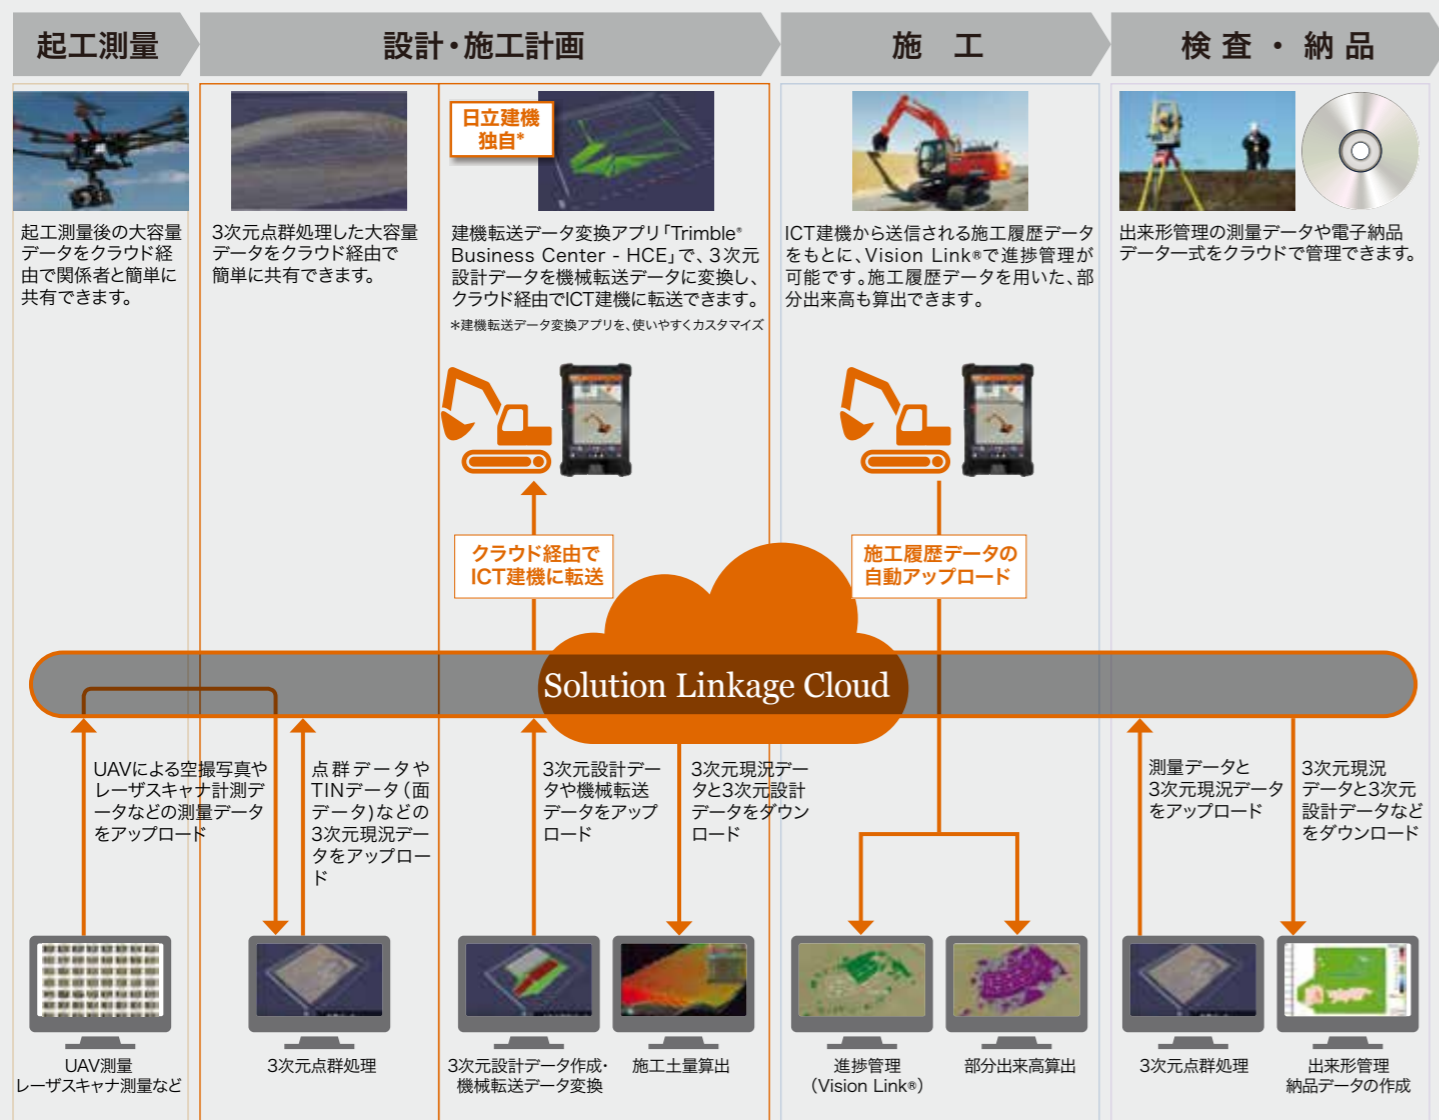 起工測量
設計・施工計画
施 工
検査・納品
日立建機
独自*
起工測量後の大容量
データをクラウド経
由で関係者と簡単に
共有できます。
3次元点群処理した大容量
データをクラウド経由で
簡単に共有できます。
建機転送データ変換アプリ「Trimble®
Business Center - HCE」で、3次元
設計データを機械転送データに変換し、
クラウド経由でICT建機に転送できます。
*建機転送データ変換アプリを、使いやすくカスタマイズ
ICT建機から送信される施工履歴データ
をもとに、Vision Link®で進捗管理が
可能です。施工履歴データを用いた、部
分出来高も算出できます。
出来形管理の測量データや電子納品
データ一式をクラウドで管理できます。
クラウド経由で
ICT建機に転送
施工履歴データの
自動アップロード
Solution Linkage Cloud
UAVによる空撮写真や
レーザスキャナ計測デ
ータなどの測量データ
をアップロード
点群データや
TINデータ(面
データ)などの
3次元現況デー
タをアップロー
ド
3次元設計デー
タや機械転送
データをアップ
ロード
3次元現況デー
タと3次元設計
データをダウン
ロード
測量データと
3次元現況データ
をアップロード
3次元現況
データと3次元
設計データなど
をダウンロード
UAV測量
レーザスキャナ測量など
3次元点群処理
3次元設計データ作成・
機械転送データ変換
施工土量算出
進捗管理
(Vision Link®)
部分出来高算出
3次元点群処理
出来形管理
納品データの作成